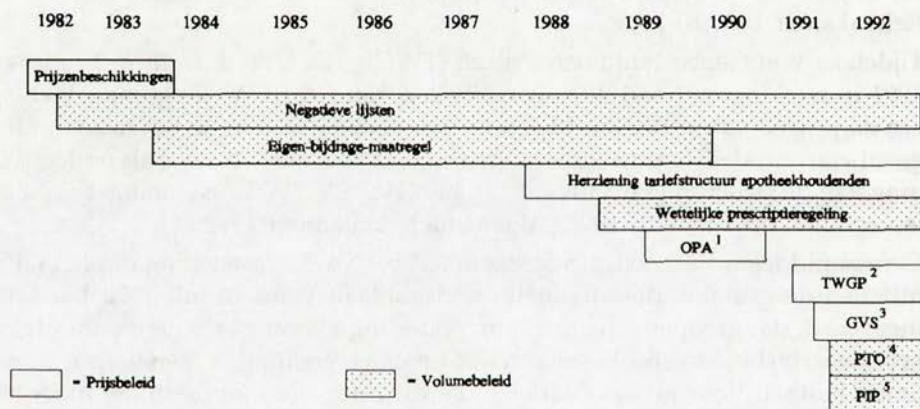 1982 1983 1984 1985 1986 1987 1988 1989 1990 1991 1992
Prijzenbeschikkingen
Negatieve lijsten
Eigen-bijdrage-maatregel
Herziening tariefstructuur apotheekhoudenden
Wettelijke prescriptieregeling
OPA 1
TWGP 2
GVS 3
PTO 4
= Prijsbeleid = Volumebeleid PIP 5